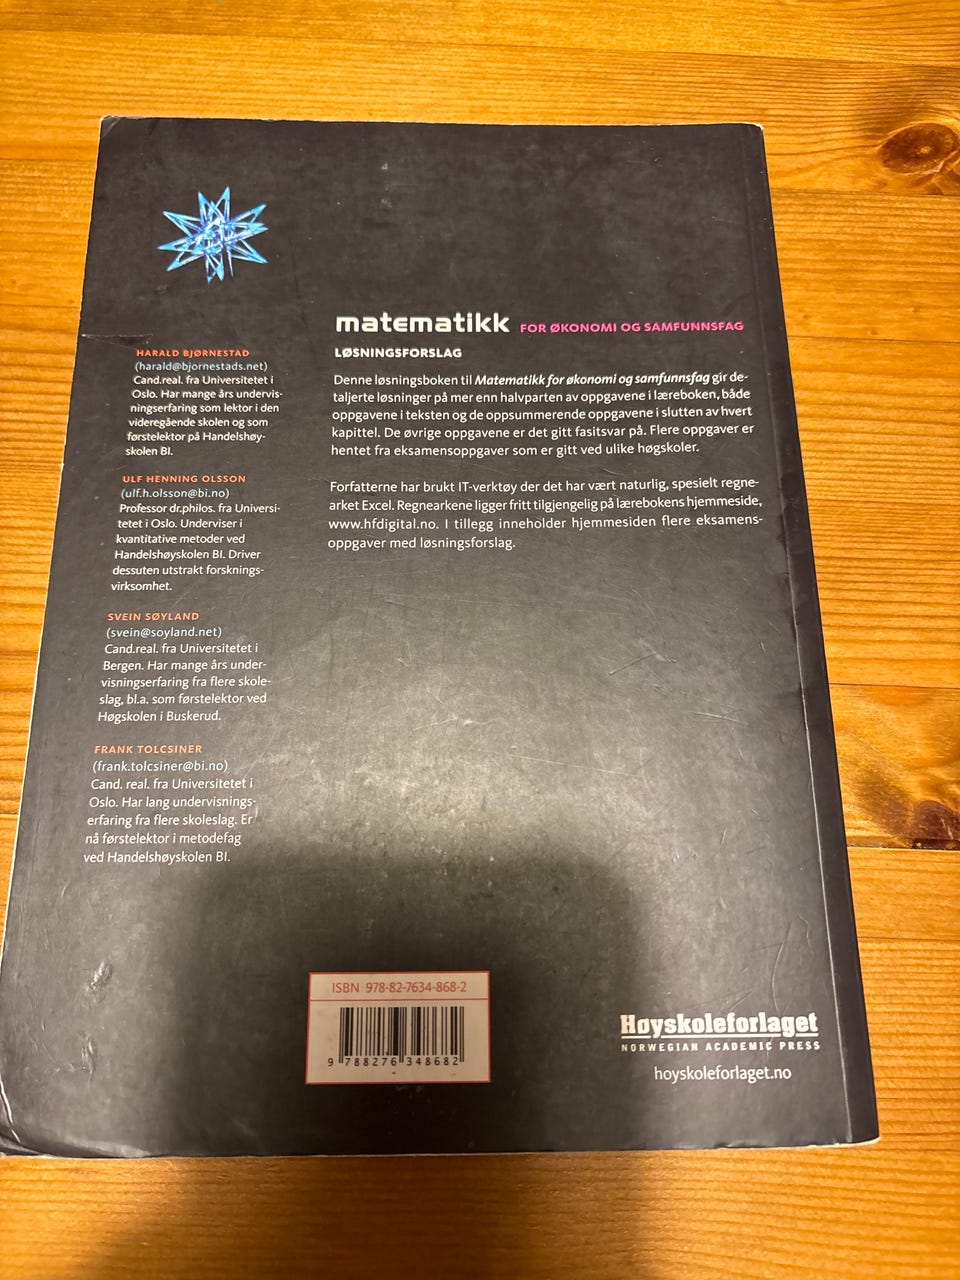 matematikk FOR ØKONOMI OG SAMFUNNSFAG
LØSNINGSFORSLAG
Denne løsningsboken til Matematikk for økonomi og samfunnsfag gir de-
taljerte løsninger på mer enn halvparten av oppgavene i læreboken, både
oppgavene i teksten og de oppsummerende oppgavene i slutten av hvert
kapittel. De øvrige oppgavene er det gitt fasitsvar på. Flere oppgaver er
hentet fra eksamensoppgaver som er gitt ved ulike høgskoler.
Forfatterne har brukt IT-verktøy der det har vært naturlig, spesielt regne-
arket Excel. Regnearkene ligger fritt tilgjengelig på lærebokens hjemmeside,
www.hfdigital.no. I tillegg inneholder hjemmesiden flere eksamens-
oppgaver med løsningsforslag.
HARALD BJØRNESTAD
(harald@bjornestads.net)
Cand.real. fra Universitetet i
Oslo. Har mange års undervis-
ningserfaring som lektor i den
videregående skolen og som
førstelektor på Handelshøy-
skolen BI.
ULF HENNING OLSSON
(ulf.h.olsson@bi.no)
Professor dr.philos. fra Universi-
tetet i Oslo. Underviser i
kvantitative metoder ved
Handelshøyskolen BI. Driver
dessuten utstrakt forsknings-
virksomhet.
SVEIN SØYLAND
(svein@soyland.net)
Cand.real. fra Universitetet i
Bergen. Har mange års under-
visningserfaring fra flere skole-
slag, bl.a. som førstelektor ved
Høgskolen i Buskerud.
FRANK TOLCSINER
(frank.tolcsiner@bi.no)
Cand. real. fra Universitetet i
Oslo. Har lang undervisnings-
erfaring fra flere skoleslag. Er
nå førstelektor i metodefag
ved Handelshøyskolen BI.
ISBN 978-82-7634-868-2
9 788276 348682
Høyskoleforlaget
NORWEGIAN ACADEMIC PRESS
hoyskoleforlaget.no